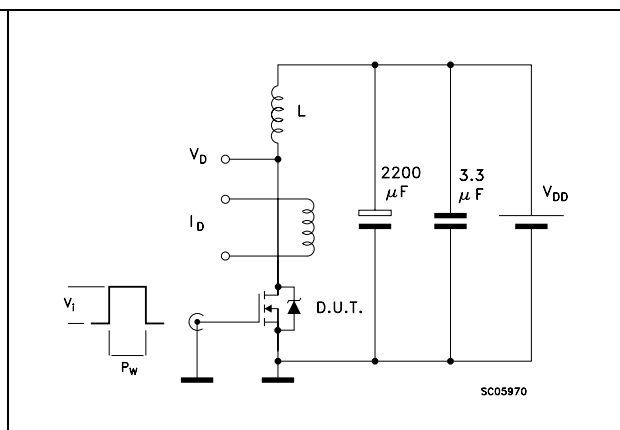 L
V_D
2200
μF
3.3
μF
V_DD
I_D
V_i
D.U.T.
P_W
SC05970